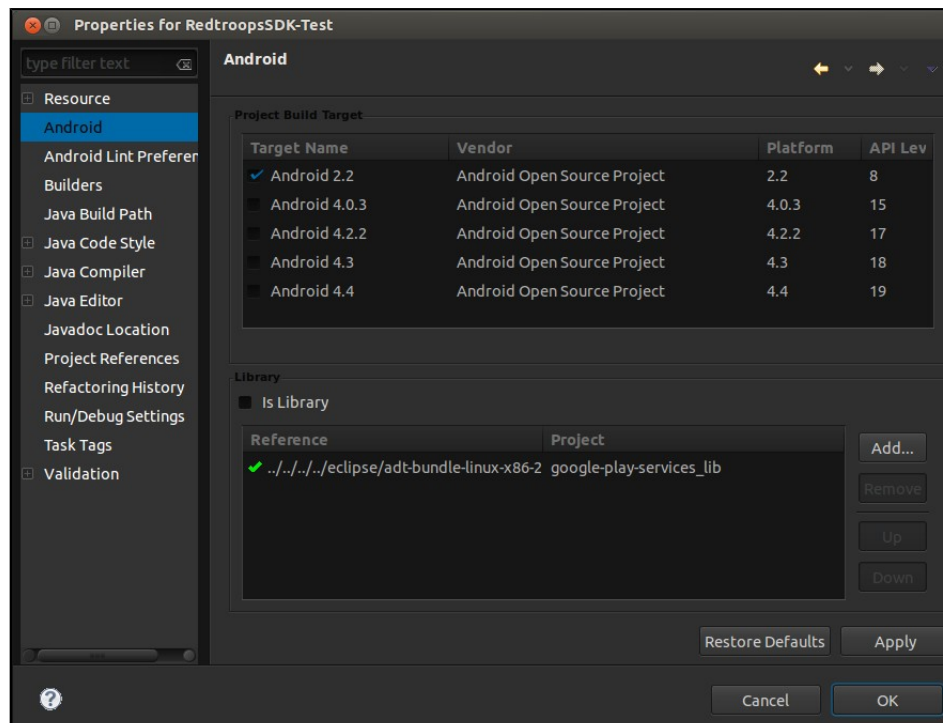 Properties for RedtroopsSDK-Test
type filter text
Resource
Android
Android Lint Preferen
Builders
Java Build Path
Java Code Style
Java Compiler
Java Editor
Javadoc Location
Project References
Refactoring History
Run/Debug Settings
Task Tags
Validation
Android
Project Build Target
Target Name Vendor Platform API Lev
Android 2.2 Android Open Source Project 2.2 8
Android 4.0.3 Android Open Source Project 4.0.3 15
Android 4.2.2 Android Open Source Project 4.2.2 17
Android 4.3 Android Open Source Project 4.3 18
Android 4.4 Android Open Source Project 4.4 19
Library
Is Library
Reference Project
../../../../eclipse/adt-bundle-linux-x86-2 google-play-services_lib
Add...
Remove
Up
Down
Restore Defaults Apply
Cancel OK